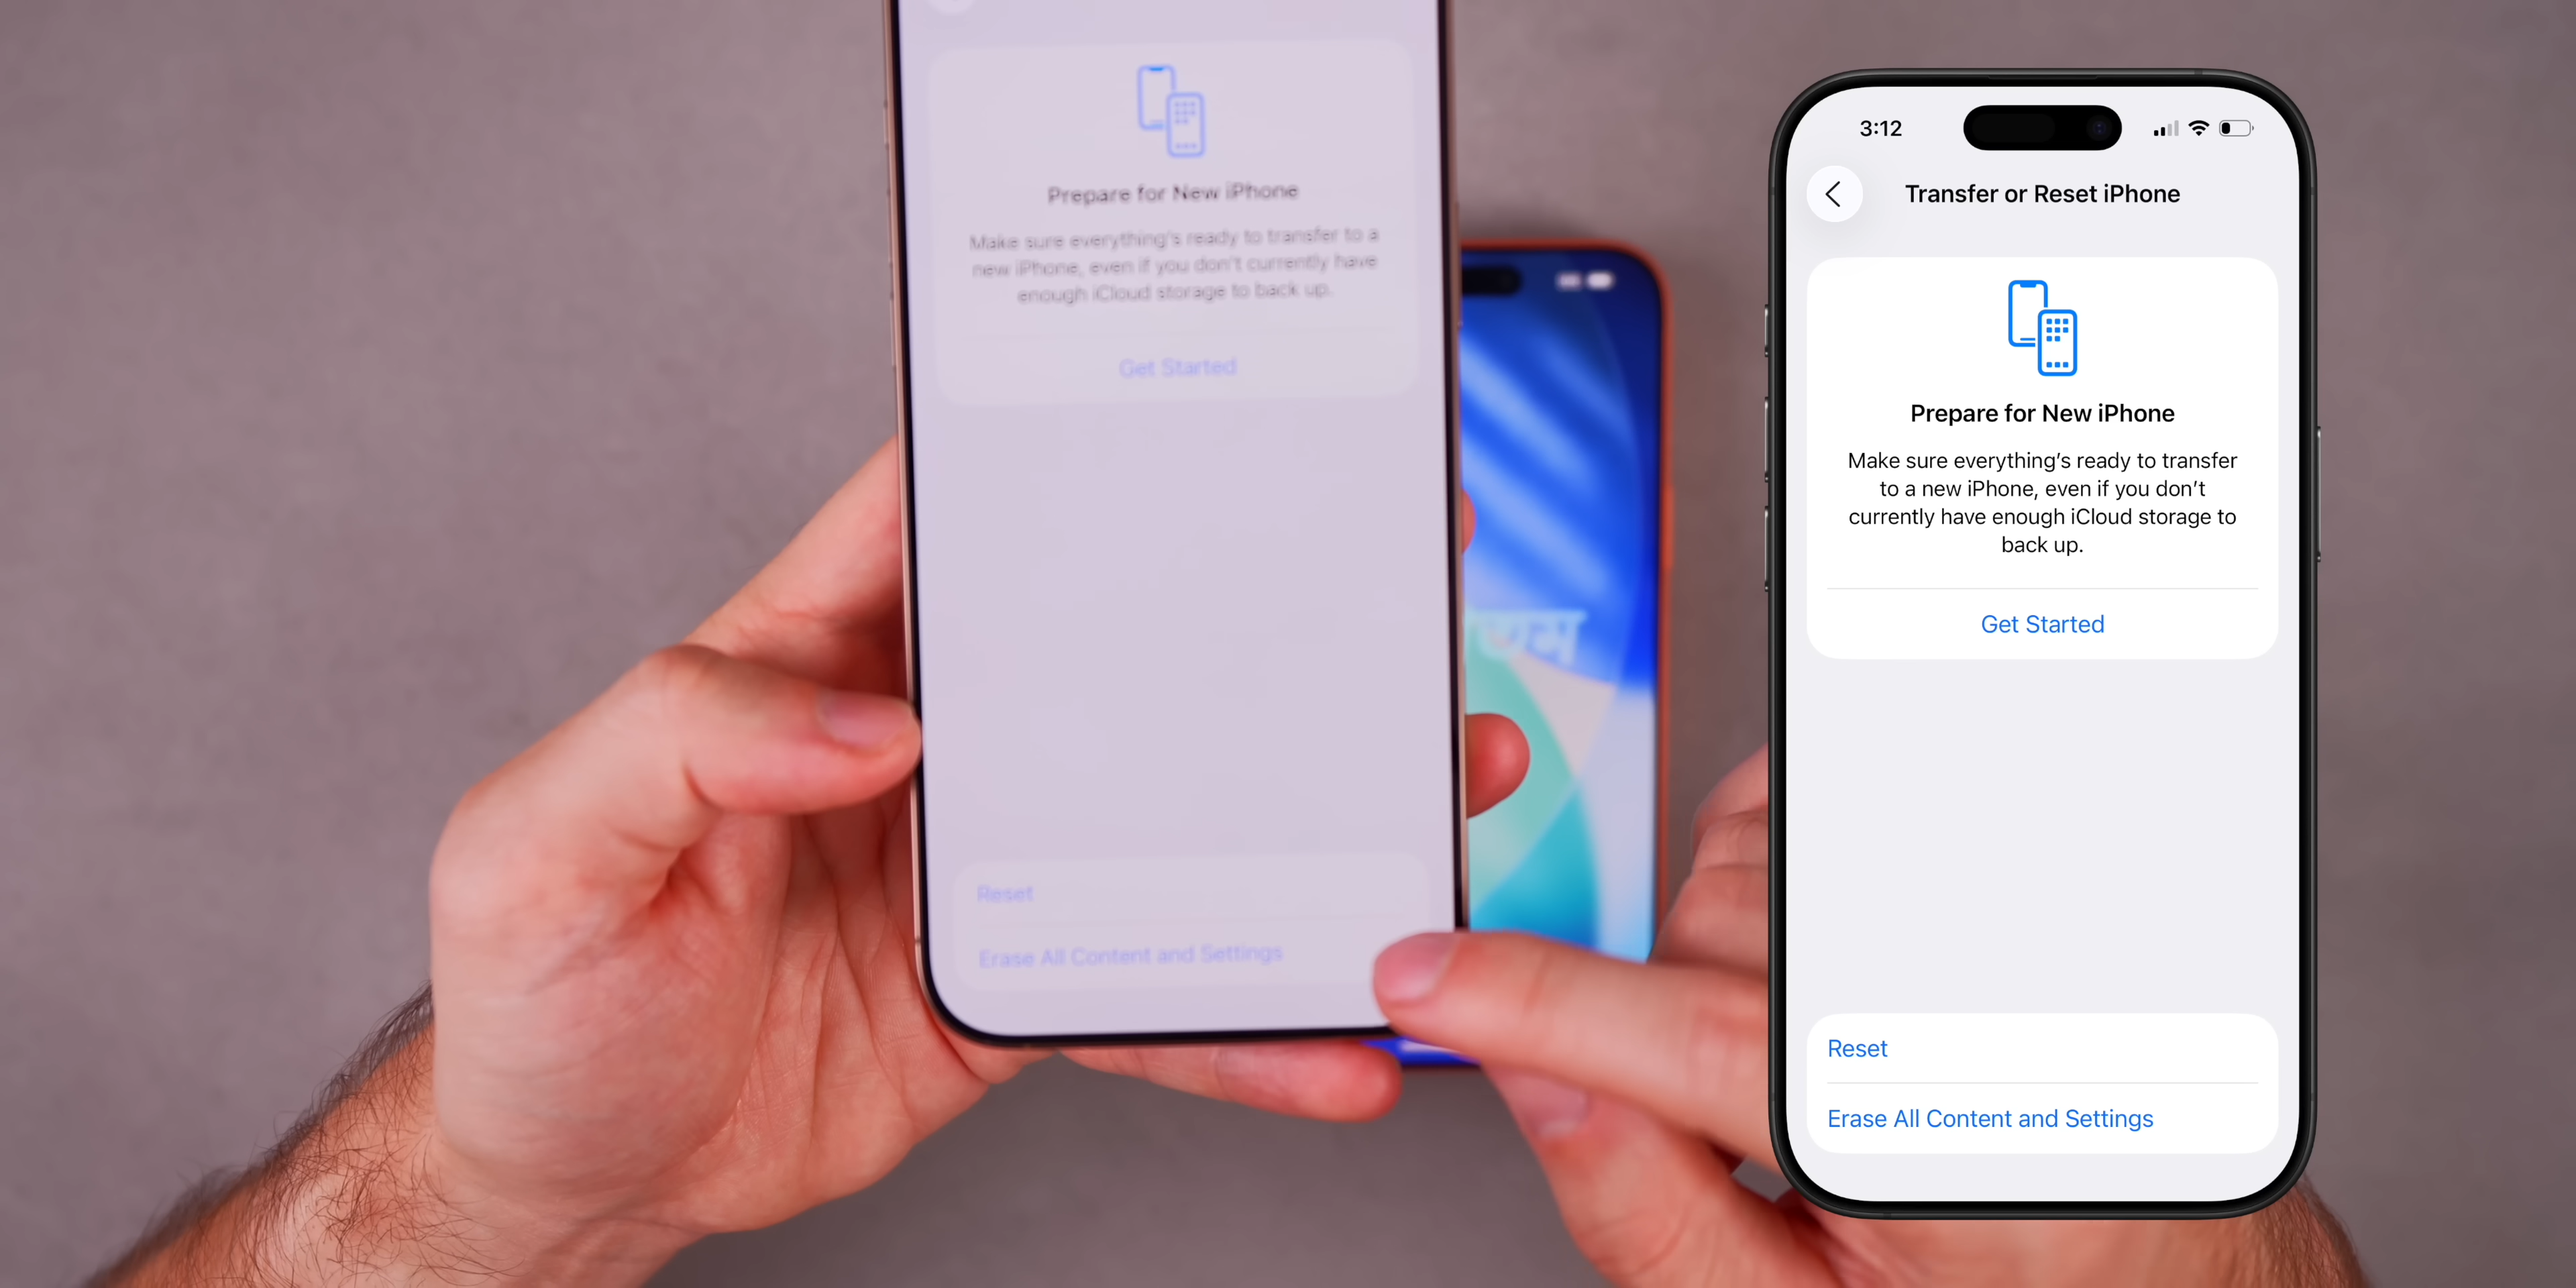 Prepare for New iPhone
Make sure everything's ready to transfer to a
new iPhone, even if you don't currently have
enough iCloud storage to back up.
Get Started
Reset
Erase All Content and Settings
3:12
Transfer or Reset iPhone
Prepare for New iPhone
Make sure everything's ready to transfer
to a new iPhone, even if you don't
currently have enough iCloud storage to
back up.
Get Started
Reset
Erase All Content and Settings